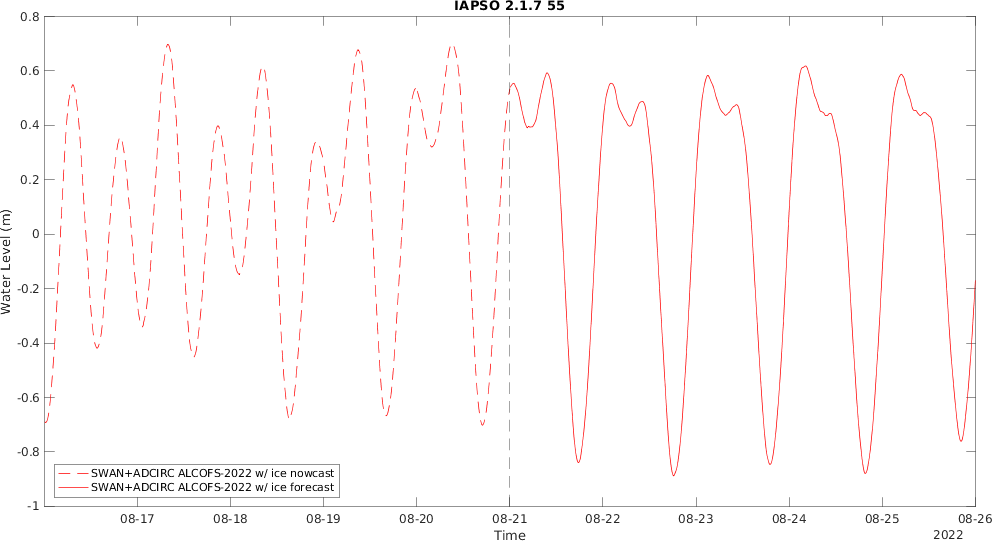 IAPSO 2.1.7 55
0.8
0.6
0.4
0.2
0
-0.2
-0.4
-0.6
-0.8
-1
Water Level (m)
SWAN+ADCIRC ALCOFS-2022 w/ ice nowcast
SWAN+ADCIRC ALCOFS-2022 w/ ice forecast
08-17 08-18 08-19 08-20 08-21 08-22 08-23 08-24 08-25 08-26
Time
2022